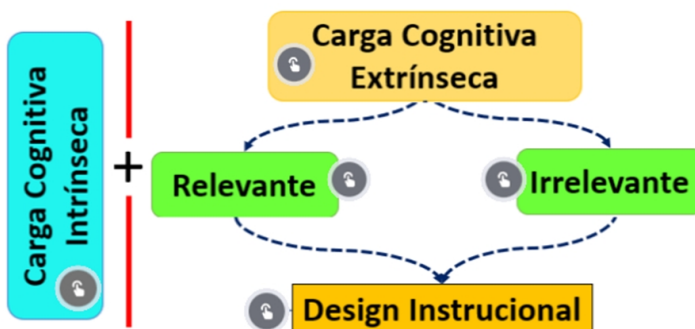 Carga Cognitiva
Intrínseca
+
Carga Cognitiva
Extrínseca
Relevante
Irrelevante
Design Instrucional